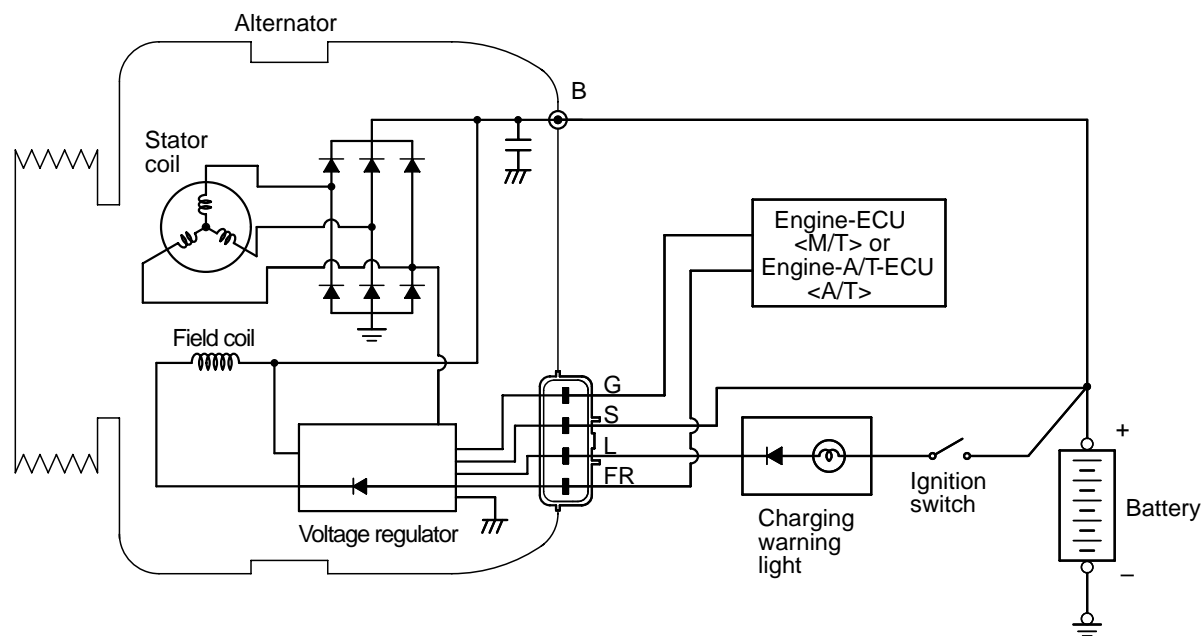 Alternator
B
Stator
coil
Engine-ECU
<M/T> or
Engine-A/T-ECU
<A/T>
Field coil
G
S
L
FR
+
Ignition
switch
Battery
Voltage regulator
Charging
warning
light
–